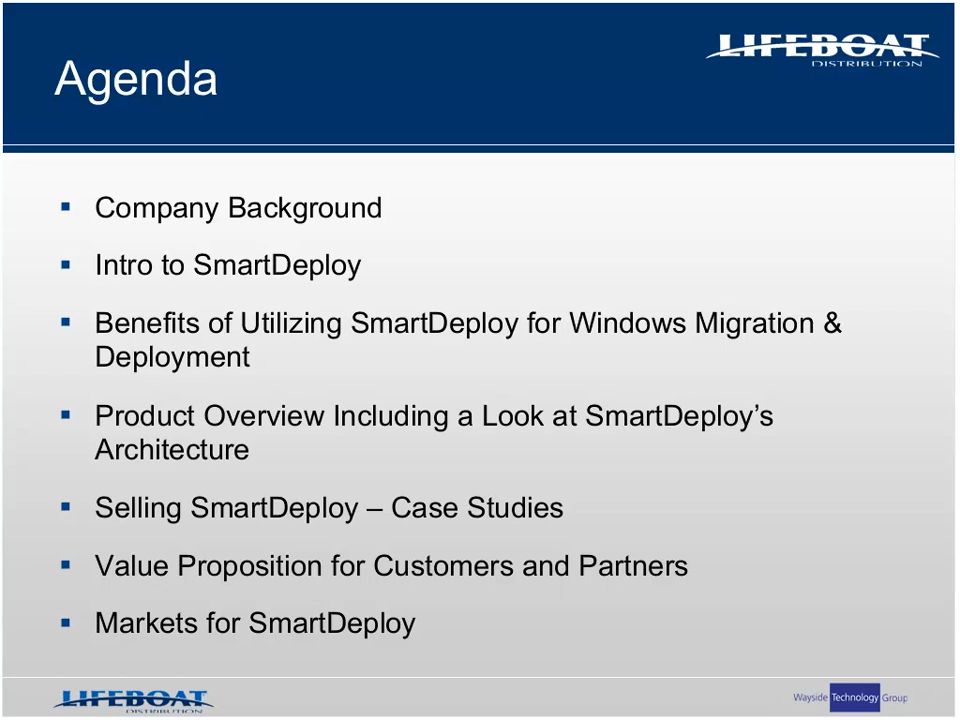 LIFEBOAT
DISTRIBUTION
Agenda
▪ Company Background
▪ Intro to SmartDeploy
▪ Benefits of Utilizing SmartDeploy for Windows Migration &
Deployment
▪ Product Overview Including a Look at SmartDeploy’s
Architecture
▪ Selling SmartDeploy – Case Studies
▪ Value Proposition for Customers and Partners
▪ Markets for SmartDeploy
LIFEBOAT
DISTRIBUTION
Wayside Technology Group